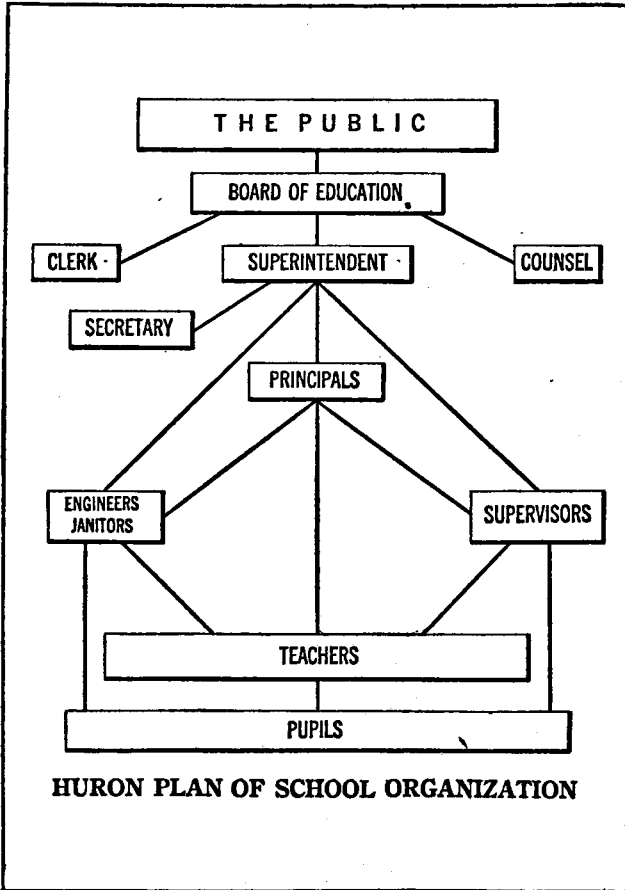 THE PUBLIC
BOARD OF EDUCATION
CLERK
SUPERINTENDENT
COUNSEL
SECRETARY
PRINCIPALS
ENGINEERS
JANITORS
SUPERVISORS
TEACHERS
PUPILS
HURON PLAN OF SCHOOL ORGANIZATION